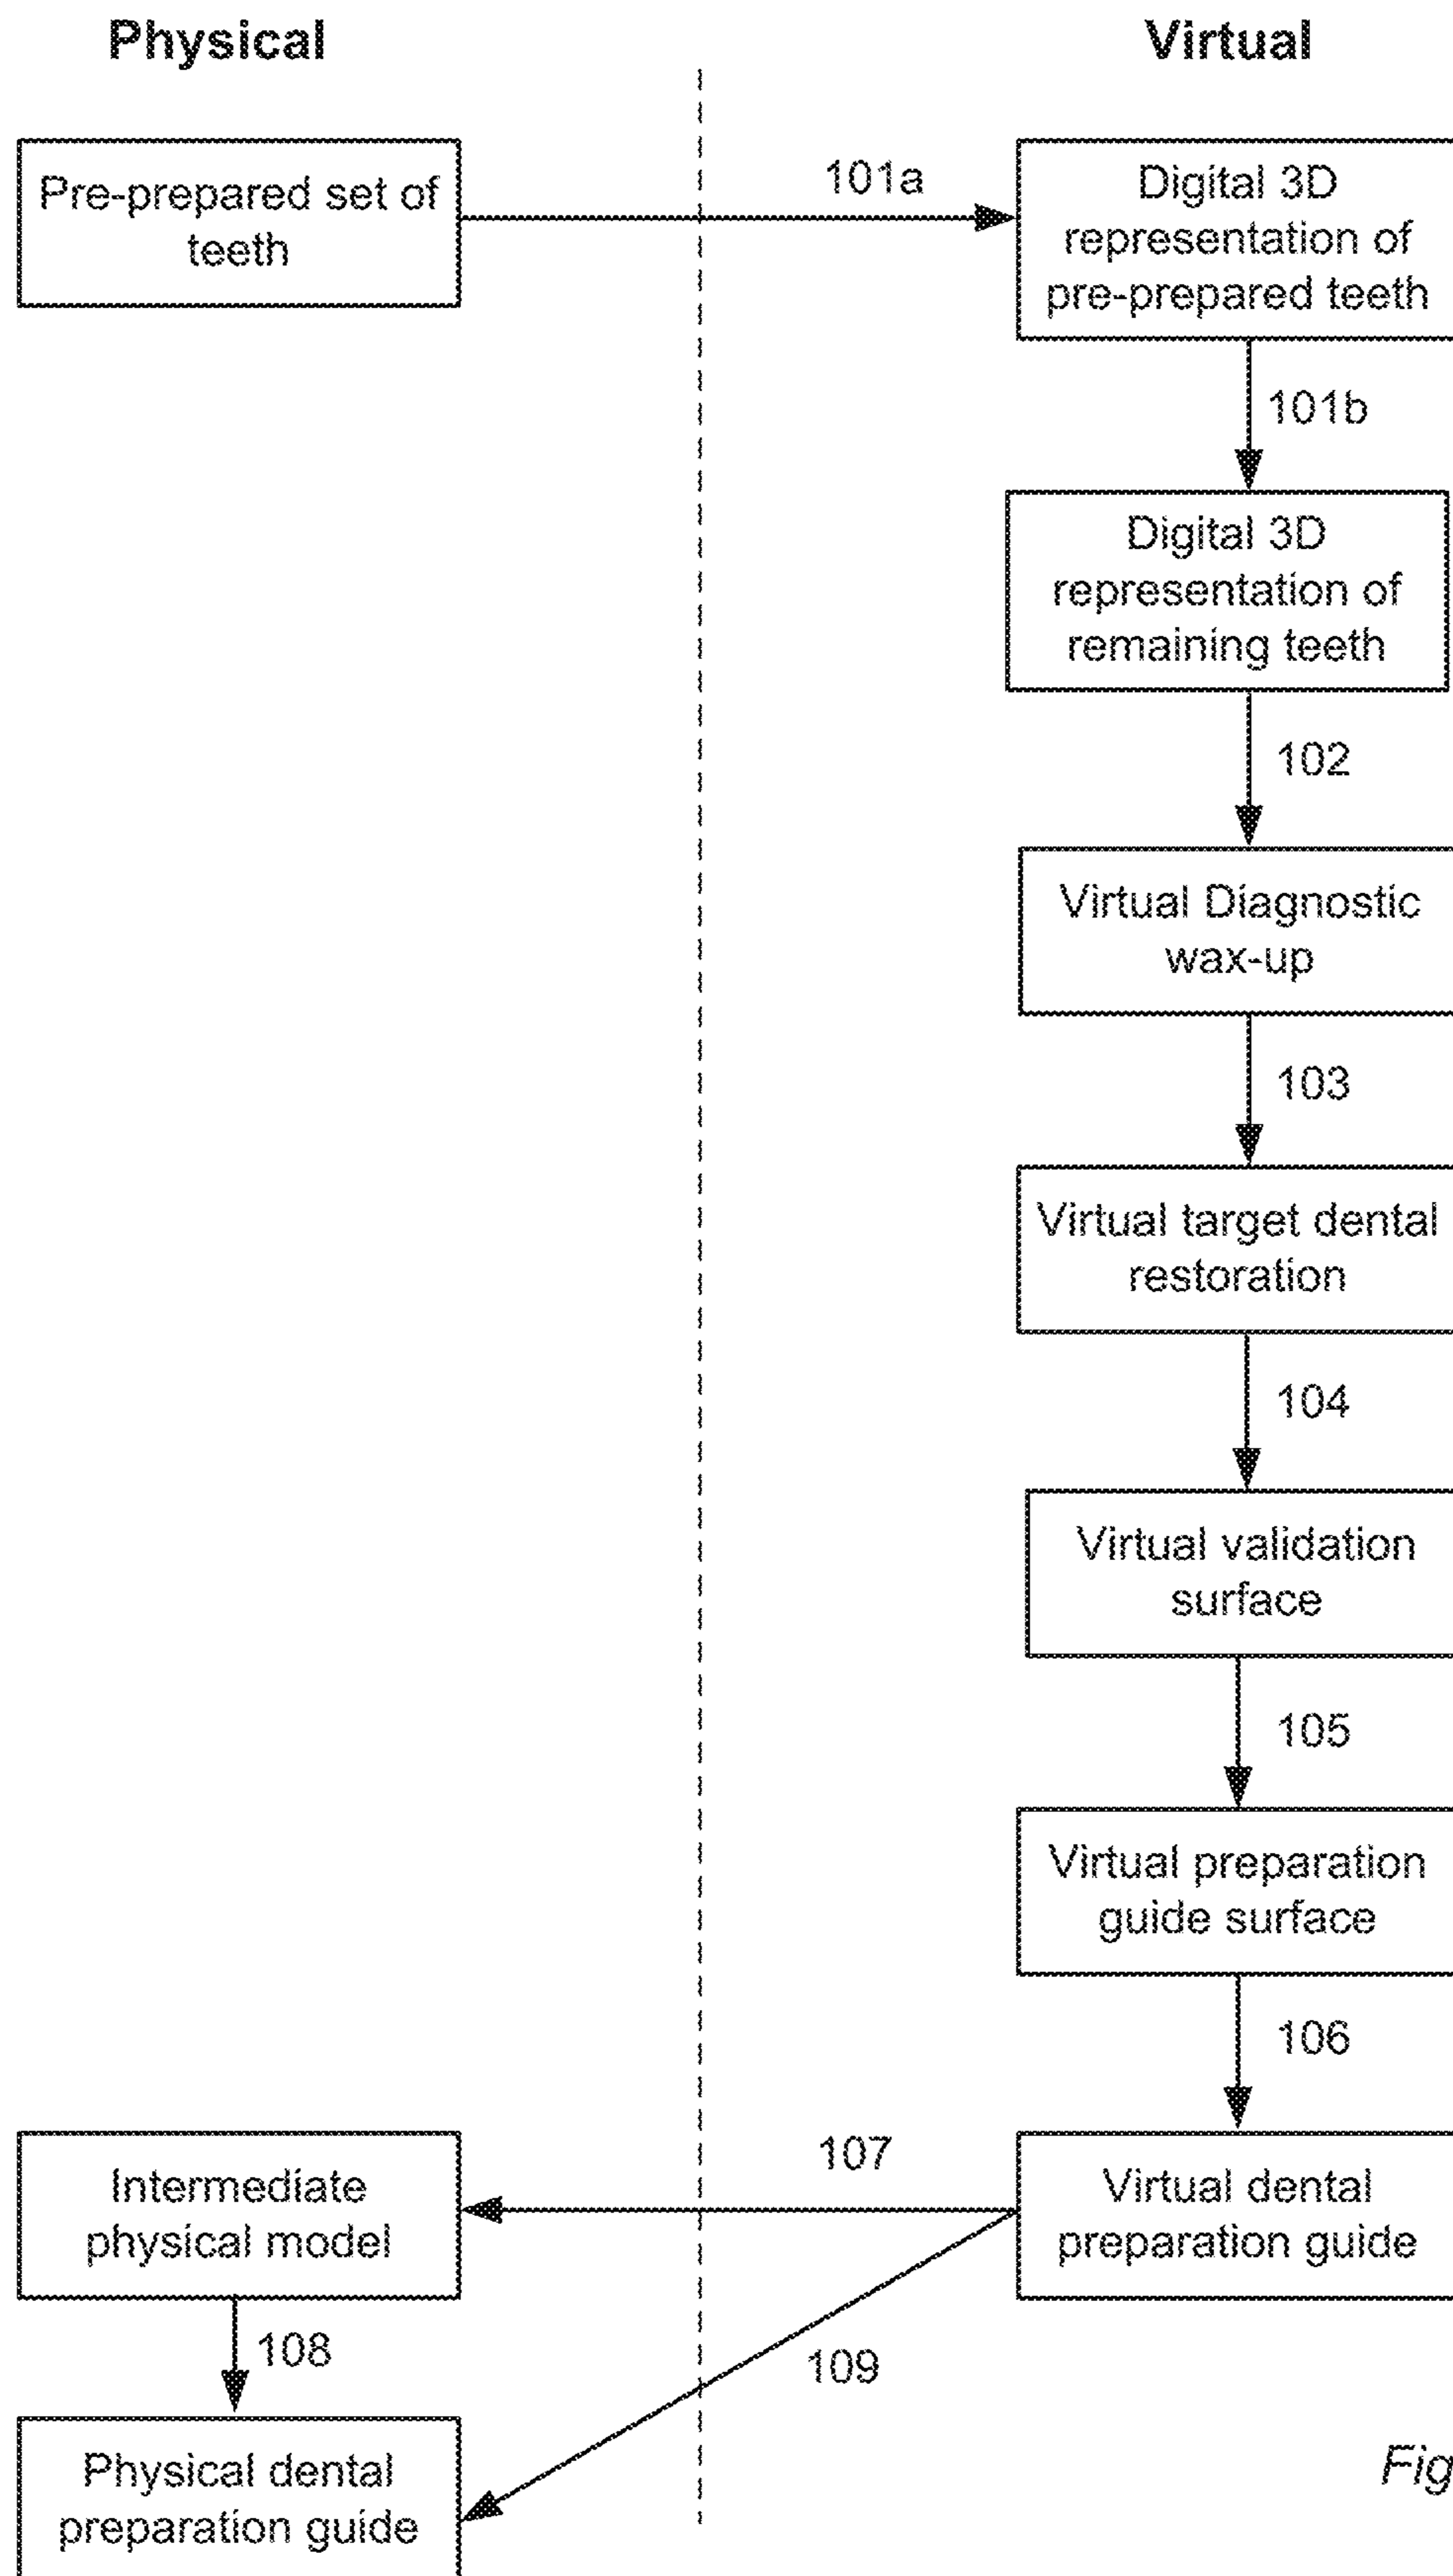 Physical
Virtual
Pre-prepared set of
teeth
101a
Digital 3D
representation of
pre-prepared teeth
101b
Digital 3D
representation of
remaining teeth
102
Virtual Diagnostic
wax-up
103
Virtual target dental
restoration
104
Virtual validation
surface
105
Virtual preparation
guide surface
106
107
Intermediate
physical model
Virtual dental
preparation guide
108
109
Physical dental
preparation guide
Fig